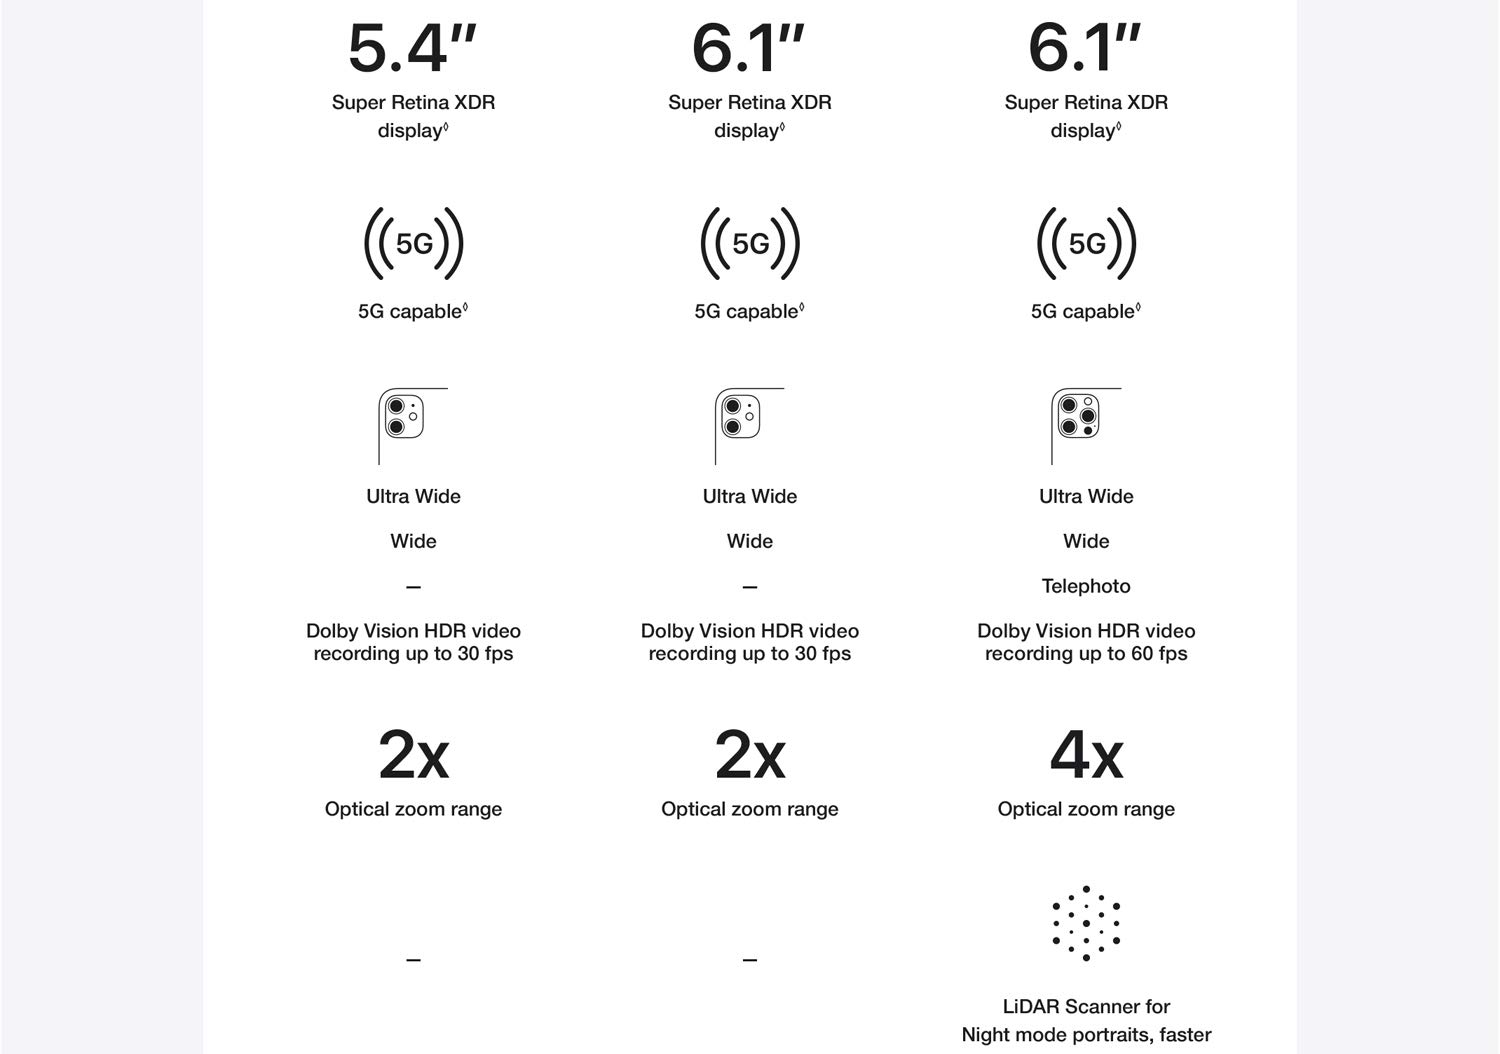 5.4″ 6.1″ 6.1″
Super Retina XDR Super Retina XDR Super Retina XDR
display◊ display◊ display◊
5G 5G 5G
5G capable◊ 5G capable◊ 5G capable◊
Ultra Wide Ultra Wide Ultra Wide
Wide Wide Wide
– – Telephoto
Dolby Vision HDR video Dolby Vision HDR video Dolby Vision HDR video
recording up to 30 fps recording up to 30 fps recording up to 60 fps
2x 2x 4x
Optical zoom range Optical zoom range Optical zoom range
– –
LiDAR Scanner for
Night mode portraits, faster